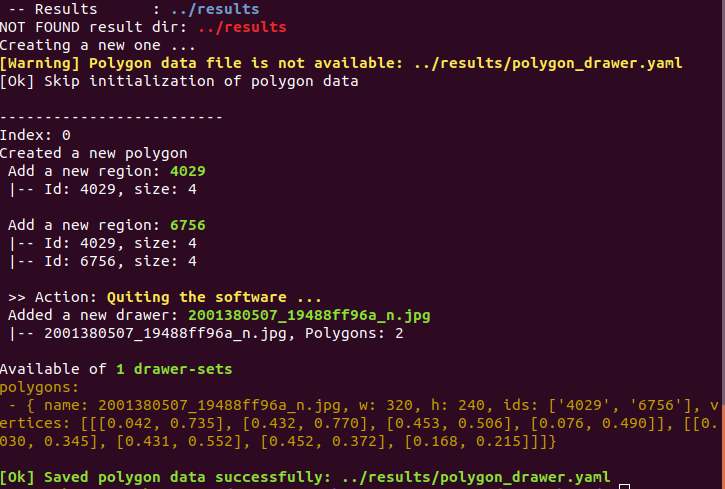 -- Results      : ../results
NOT FOUND result dir: ../results
Creating a new one ...
[Warning] Polygon data file is not available: ../results/polygon_drawer.yaml
[Ok] Skip initialization of polygon data
-------------------------
Index: 0
Created a new polygon
Add a new region: 4029
|-- Id: 4029, size: 4
Add a new region: 6756
|-- Id: 4029, size: 4
|-- Id: 6756, size: 4
>> Action: Quiting the software ...
Added a new drawer: 2001380507_19488ff96a_n.jpg
|-- 2001380507_19488ff96a_n.jpg, Polygons: 2
Available of 1 drawer-sets
polygons:
- { name: 2001380507_19488ff96a_n.jpg, w: 320, h: 240, ids: ['4029', '6756'], v
ertices: [[[0.042, 0.735], [0.432, 0.770], [0.453, 0.506], [0.076, 0.490]], [[0.
030, 0.345], [0.431, 0.552], [0.452, 0.372], [0.168, 0.215]]]}
[Ok] Saved polygon data successfully: ../results/polygon_drawer.yaml